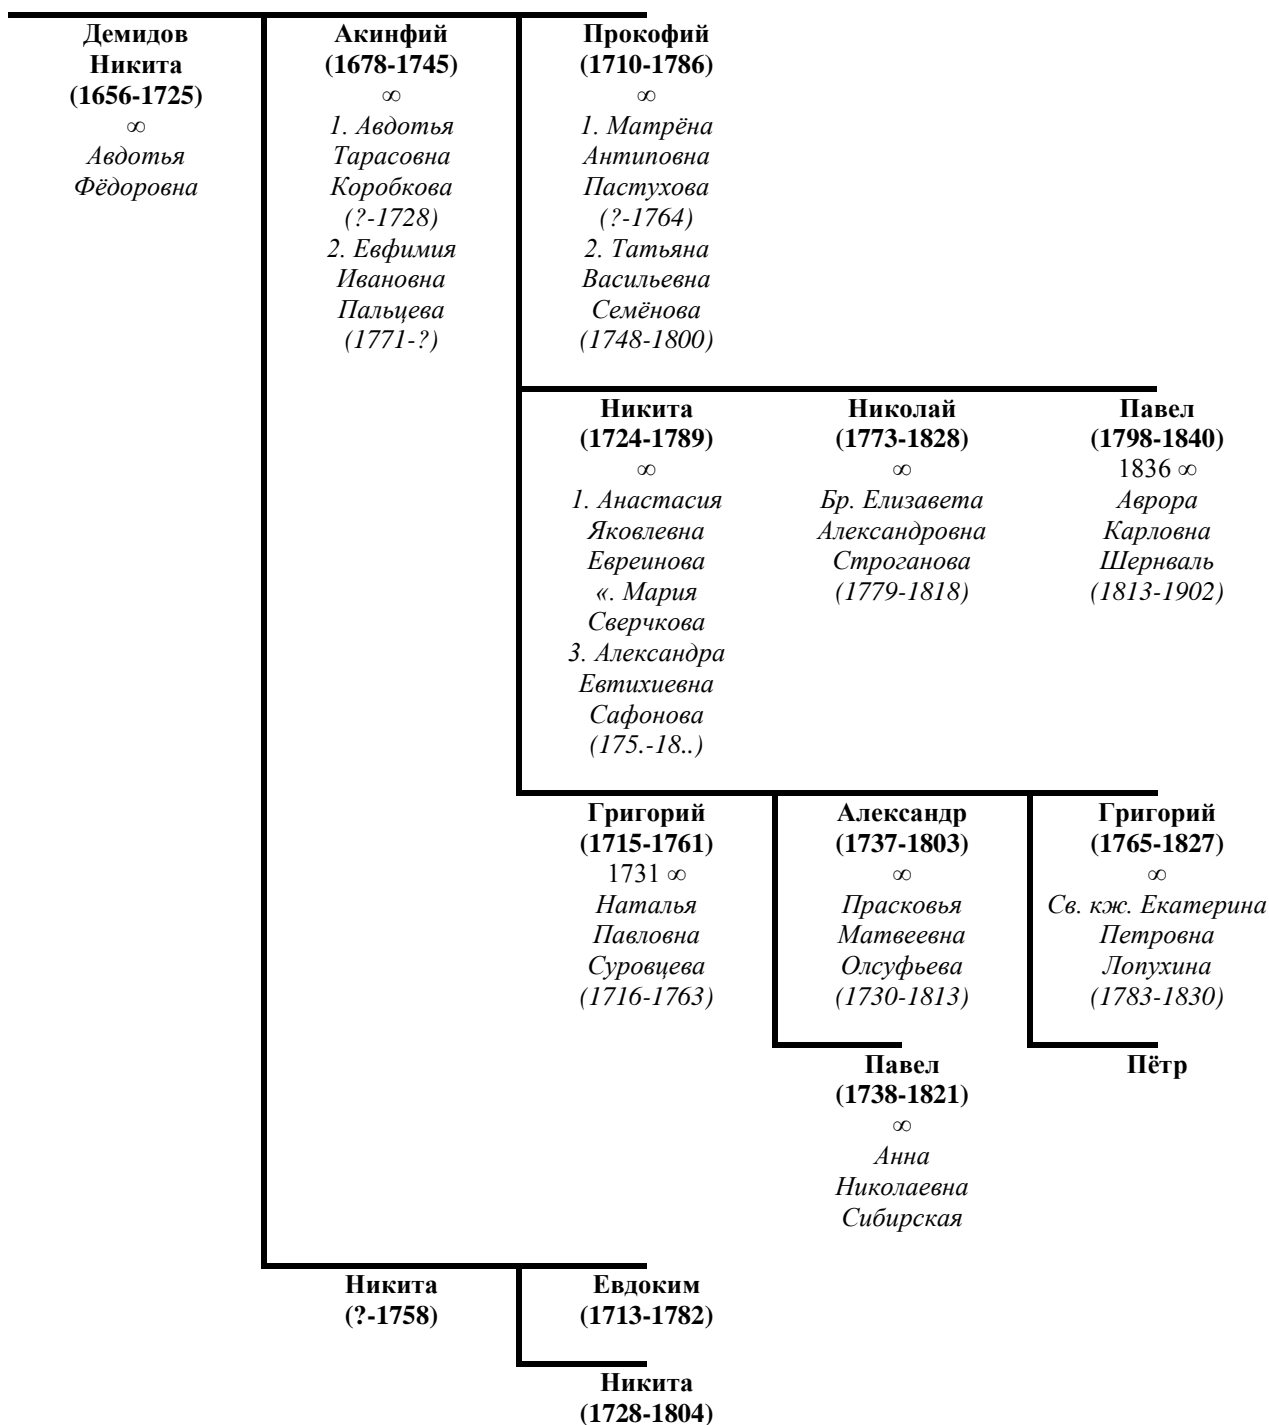 Демидов
Никита
(1656-1725)
∞
Авдотья
Фёдоровна
Акинфий
(1678-1745)
∞
1. Авдотья
Тарасовна
Коробкова
(?-1728)
2. Евфимия
Ивановна
Пальцева
(1771-?)
Прокофий
(1710-1786)
∞
1. Матрёна
Антиповна
Пастухова
(?-1764)
2. Татьяна
Васильевна
Семёнова
(1748-1800)
Никита
(1724-1789)
∞
1. Анастасия
Яковлевна
Евреинова
«. Мария
Сверчкова
3. Александра
Евтихиевна
Сафонова
(175.-18..)
Николай
(1773-1828)
∞
Бр. Елизавета
Александровна
Строганова
(1779-1818)
Павел
(1798-1840)
1836 ∞
Аврора
Карловна
Шернваль
(1813-1902)
Григорий
(1715-1761)
1731 ∞
Наталья
Павловна
Суровцева
(1716-1763)
Александр
(1737-1803)
∞
Прасковья
Матвеевна
Олсуфьева
(1730-1813)
Григорий
(1765-1827)
∞
Св. кж. Екатерина
Петровна
Лопухина
(1783-1830)
Павел
(1738-1821)
∞
Анна
Николаевна
Сибирская
Пётр
Никита
(?-1758)
Евдоким
(1713-1782)
Никита
(1728-1804)